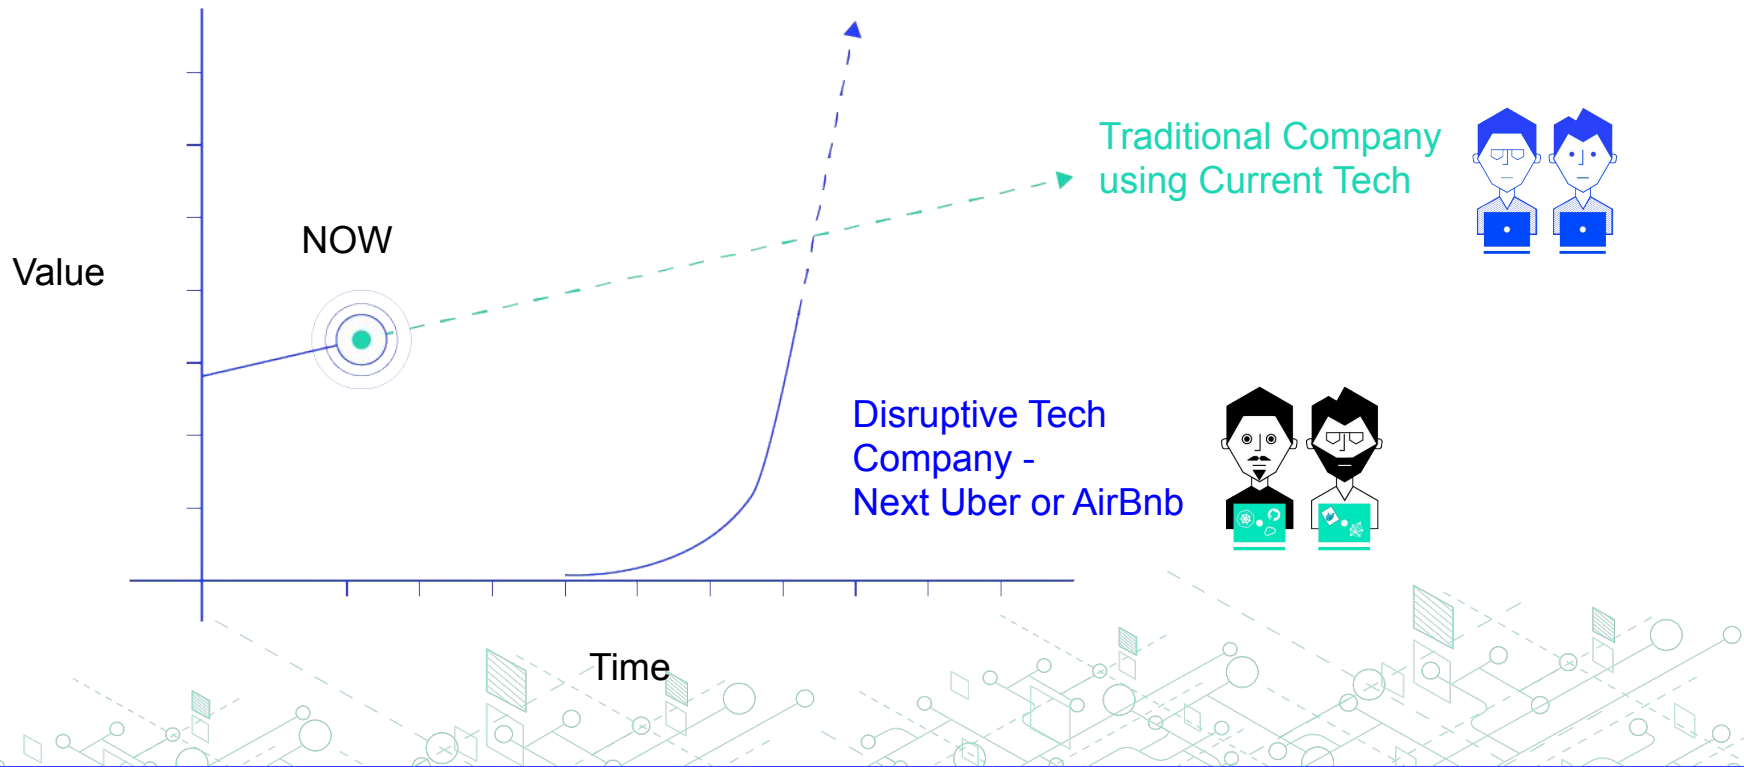 Traditional Company
using Current Tech
NOW
Value
Disruptive Tech
Company -
Next Uber or AirBnb
Time